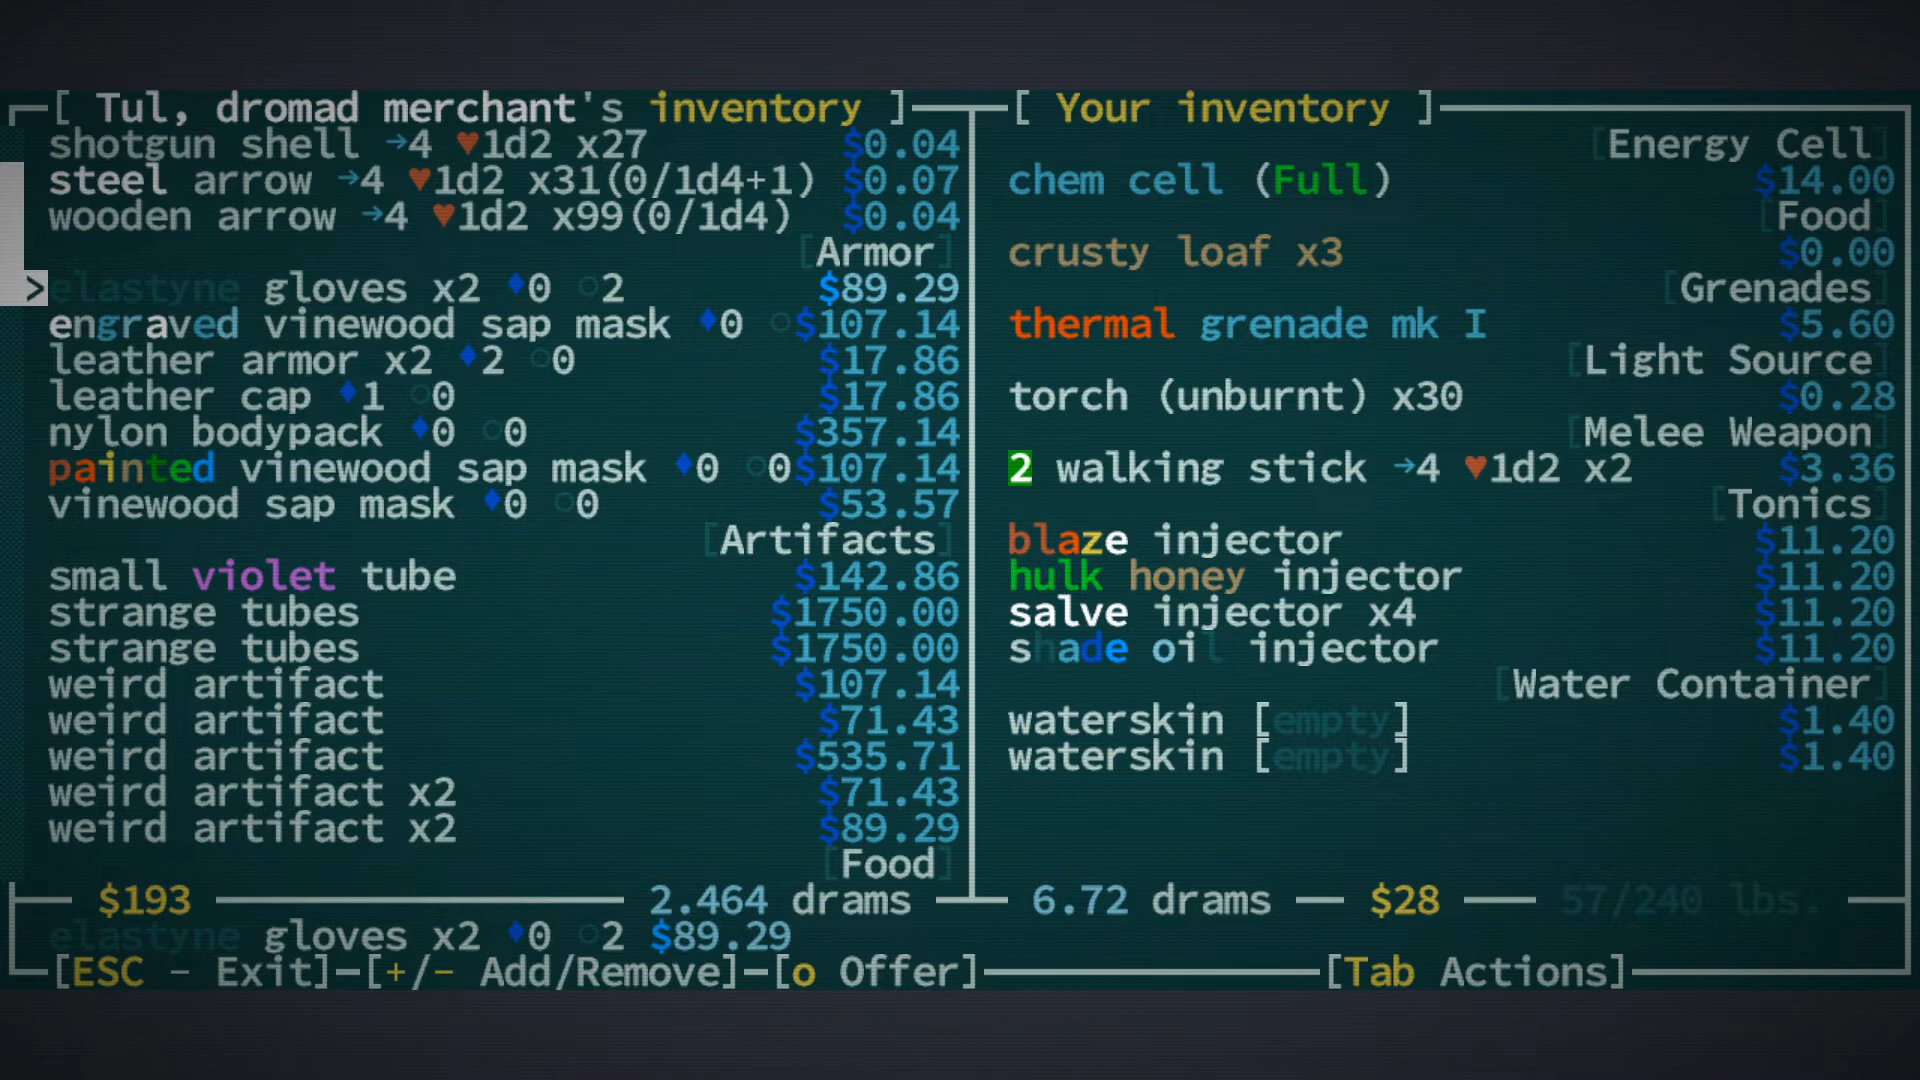 [ Tul, dromad merchant's inventory ]
shotgun shell →4 ♥1d2 x27 $0.04
steel arrow →4 ♥1d2 x31(0/1d4+1) $0.07
wooden arrow →4 ♥1d2 x99(0/1d4) $0.04
[Armor]
> elastyne gloves x2 ♦0 ○2 $89.29
engraved vinewood sap mask ♦0 ○$107.14
leather armor x2 ♦2 ○0 $17.86
leather cap ♦1 ○0 $17.86
nylon bodypack ♦0 ○0 $357.14
painted vinewood sap mask ♦0 ○0$107.14
vinewood sap mask ♦0 ○0 $53.57
[Artifacts]
small violet tube $142.86
strange tubes $1750.00
strange tubes $1750.00
weird artifact $107.14
weird artifact $71.43
weird artifact $535.71
weird artifact x2 $71.43
weird artifact x2 $89.29
[Food]
$193 2.464 drams
[ Your inventory ]
[Energy Cell]
chem cell (Full) $14.00
[Food]
crusty loaf x3 $0.00
[Grenades]
thermal grenade mk I $5.60
[Light Source]
torch (unburnt) x30 $0.28
[Melee Weapon]
2 walking stick →4 ♥1d2 x2 $3.36
[Tonics]
blaze injector $11.20
hulk honey injector $11.20
salve injector x4 $11.20
shade oil injector $11.20
[Water Container]
waterskin [empty] $1.40
waterskin [empty] $1.40
6.72 drams $28 57/240 lbs.
elastyne gloves x2 ♦0 ○2 $89.29
[ESC - Exit]-[+/- Add/Remove]-[o Offer] [Tab Actions]